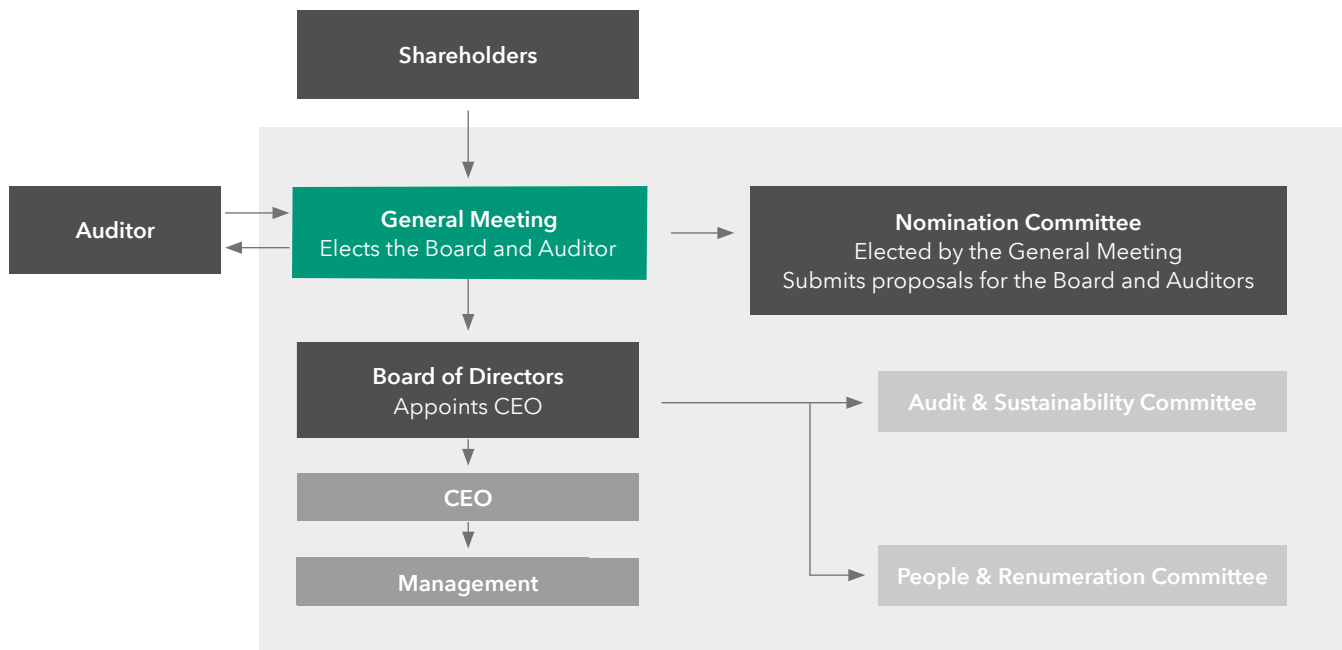 Shareholders
Auditor
General Meeting
Elects the Board and Auditor
Nomination Committee
Elected by the General Meeting
Submits proposals for the Board and Auditors
Board of Directors
Appoints CEO
Audit & Sustainability Committee
CEO
Management
People & Renumeration Committee